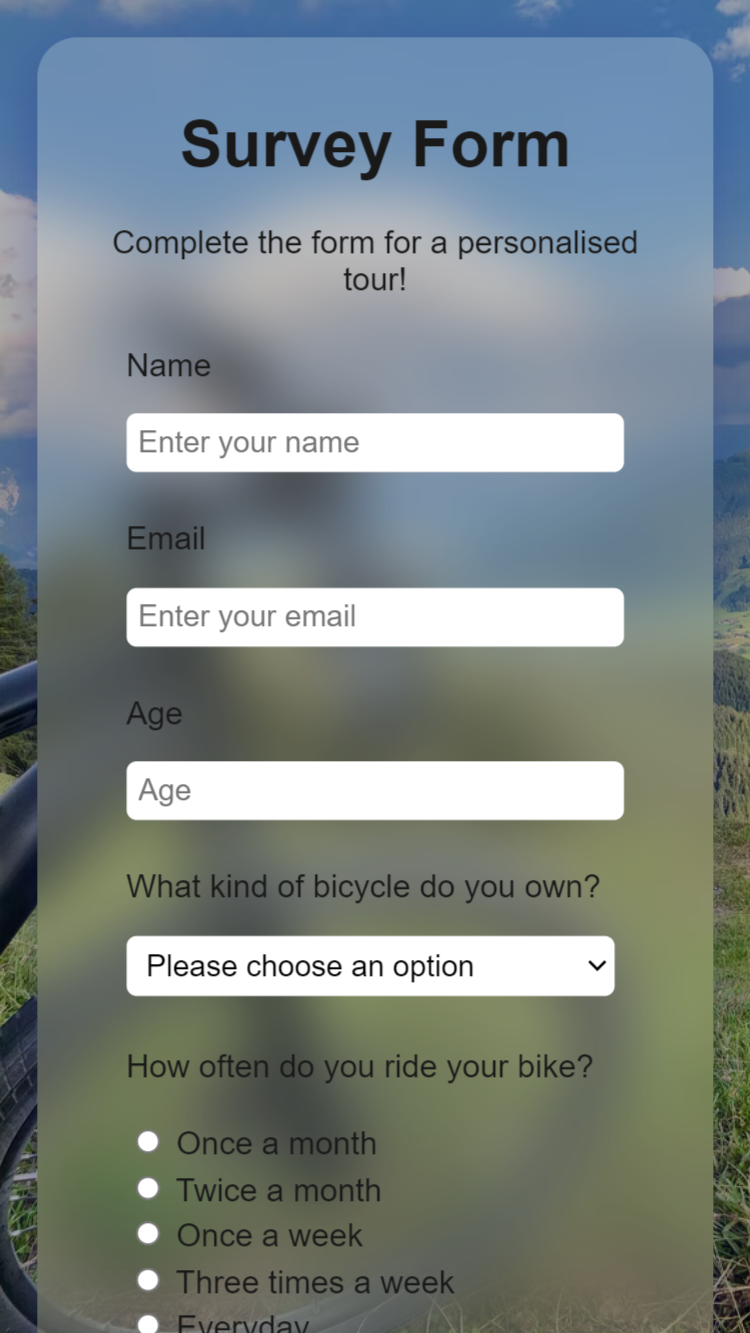 Survey Form
Complete the form for a personalised
tour!
Name
Enter your name
Email
Enter your email
Age
Age
What kind of bicycle do you own?
Please choose an option
How often do you ride your bike?
Once a month
Twice a month
Once a week
Three times a week
Everyday